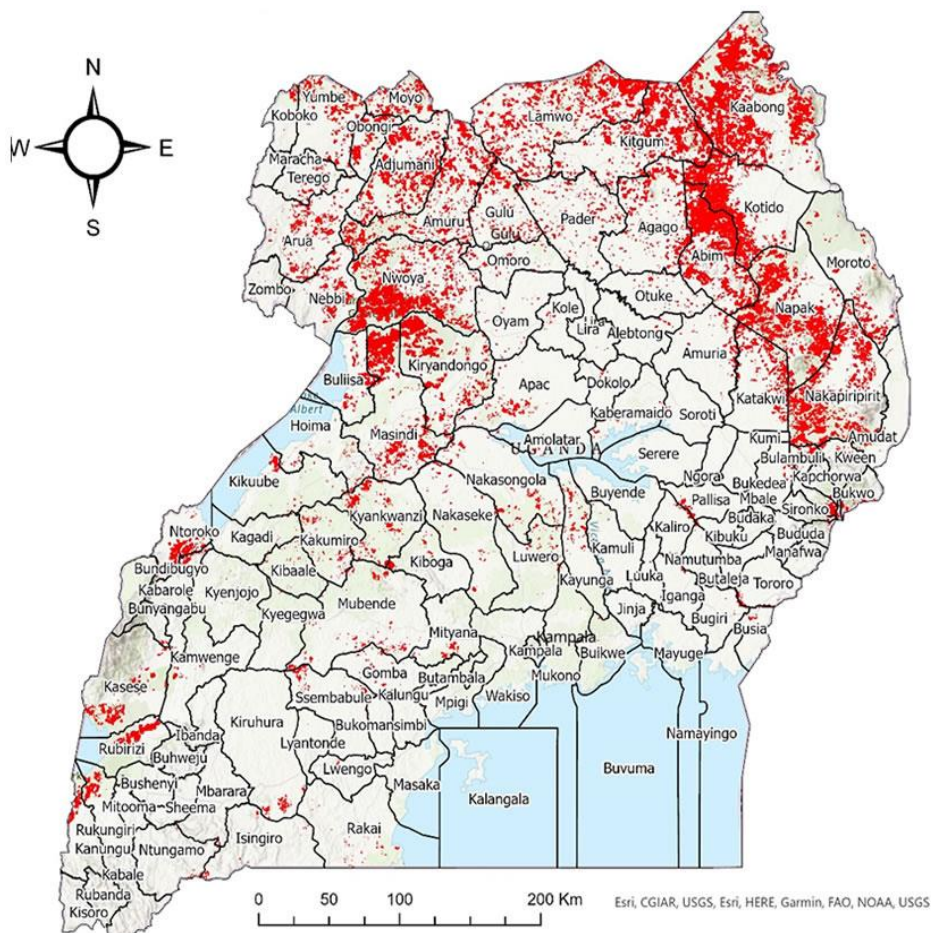 N
W E
S
Kaabong
Yumbe Moyo
Koboko
Obongi
Lamwo
Kitgum
Maracha
Adjumani
Terego
Kotido
Gulu
Amuru
Pader
Agago
Arua
Gulu
Abim
Omoro
Moroto
Nwoya
Zombo
Nebbi
Otuke
Napak
Kole
Oyam
Lira
Lira
Alebtong
Amuria
Kiryandongo
Buliisa
Apac
Dokolo
Katakwi
Nakapiripirit
Albert
Kaberamaido
Soroti
Hoima
Masindi
Amolatar
UGANDA
Kumi
Amudat
Serere
Bulambuli
Kween
Kikuube
Ngora
Kapchorwa
Nakasongola
Bukedea
Buyende
Pallisa
Mbale
Bukwo
Kyankwanzi
Nakaseke
Sironko
Kaliro
Budaka
Ntoroko
Kagadi
Kakumiro
Kibuku
Bududa
Kamuli
Luwero
Manafwa
Kiboga
Namutumba
Bundibugyo
Kibaale
Kayunga
Luuka
Butaleja
Tororo
Kabarole
Kyenjojo
Iganga
Bunyangabu
Mubende
Jinja
Bugiri
Kyegegwa
Mityana
Busia
Kampala
Kamwenge
Kampala
Buikwe
Mayuge
Gomba
Butambala
Mukono
Kasese
Ssembabule
Kalungu
Mpigi
Wakiso
Kiruhura
Bukomansimbi
Ibanda
Namayingo
Rubirizi
Lyantonde
Buhweju
Lwengo
Buvuma
Bushenyi
Mbarara
Masaka
Kalangala
Mitooma
Sheema
Rukungiri
Isingiro
Rakai
Kanungu
Ntungamo
Kabale
Rubanda
Kisoro
0 50 100 200 Km
Esri, CGIAR, USGS, Esri, HERE, Garmin, FAO, NOAA, USGS